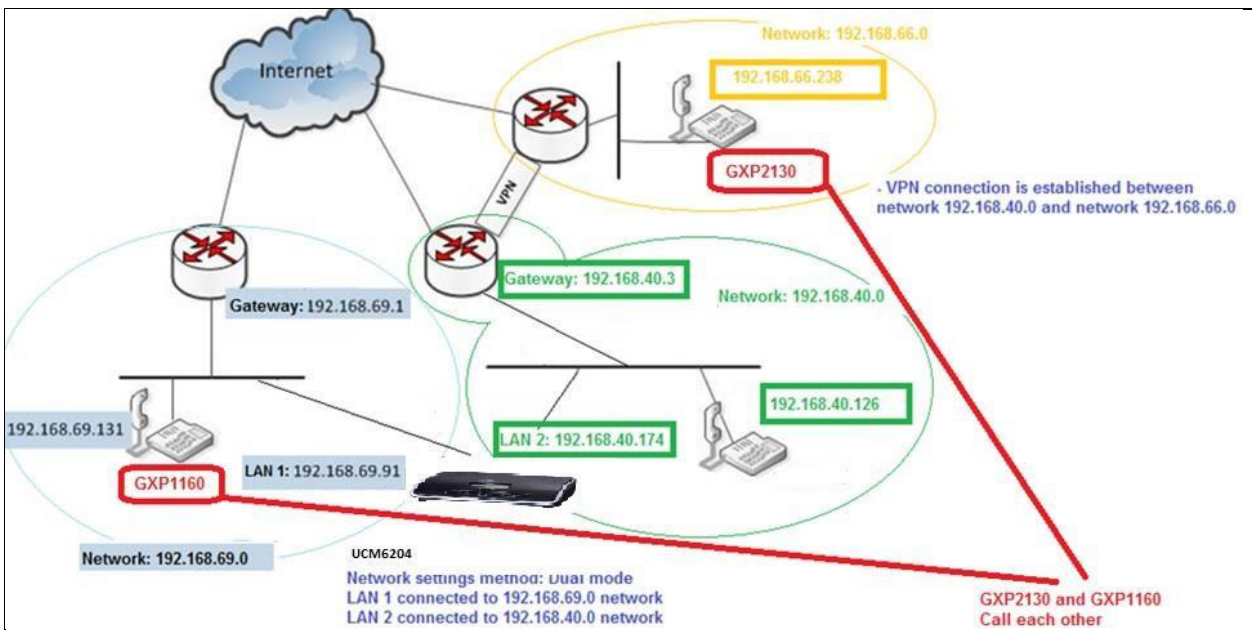 Internet
Network: 192.168.66.0
192.168.66.238
GXP2130
VPN
- VPN connection is established between
network 192.168.40.0 and network 192.168.66.0
Gateway: 192.168.40.3
Network: 192.168.40.0
Gateway: 192.168.69.1
192.168.40.126
192.168.69.131
LAN 2: 192.168.40.174
GXP1160
LAN 1: 192.168.69.91
Network: 192.168.69.0
UCM6204
Network settings method: Dual mode
LAN 1 connected to 192.168.69.0 network
LAN 2 connected to 192.168.40.0 network
GXP2130 and GXP1160
Call each other